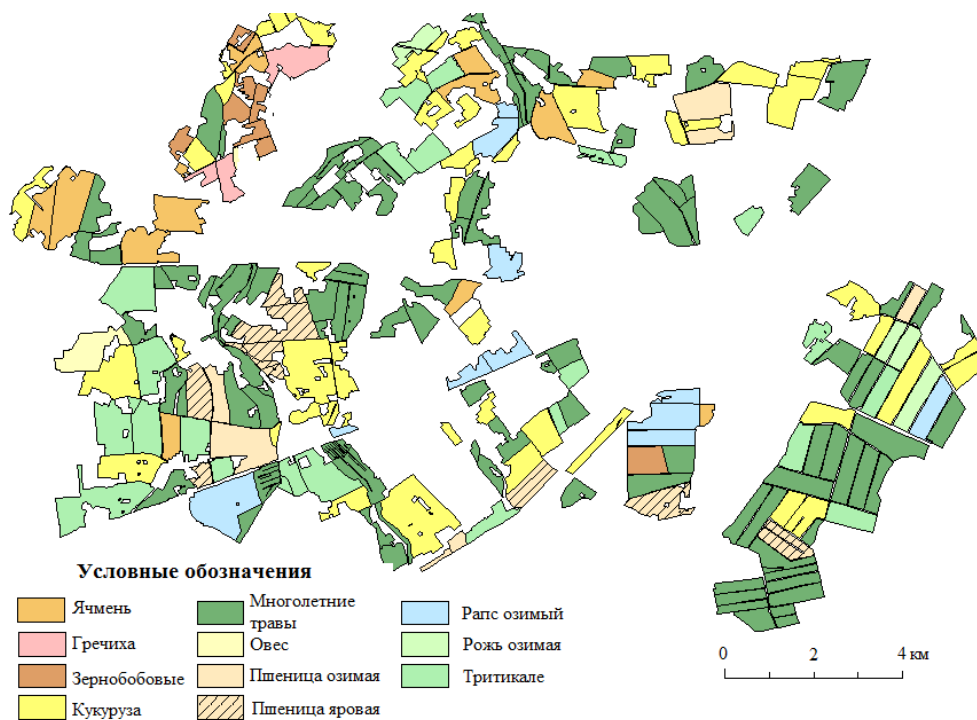 Условные обозначения
Ячмень
Гречиха
Зернобобовые
Кукуруза
Многолетние
травы
Овес
Пшеница озимая
Пшеница яровая
Рапс озимый
Рожь озимая
Тритикале
0 2 4 км